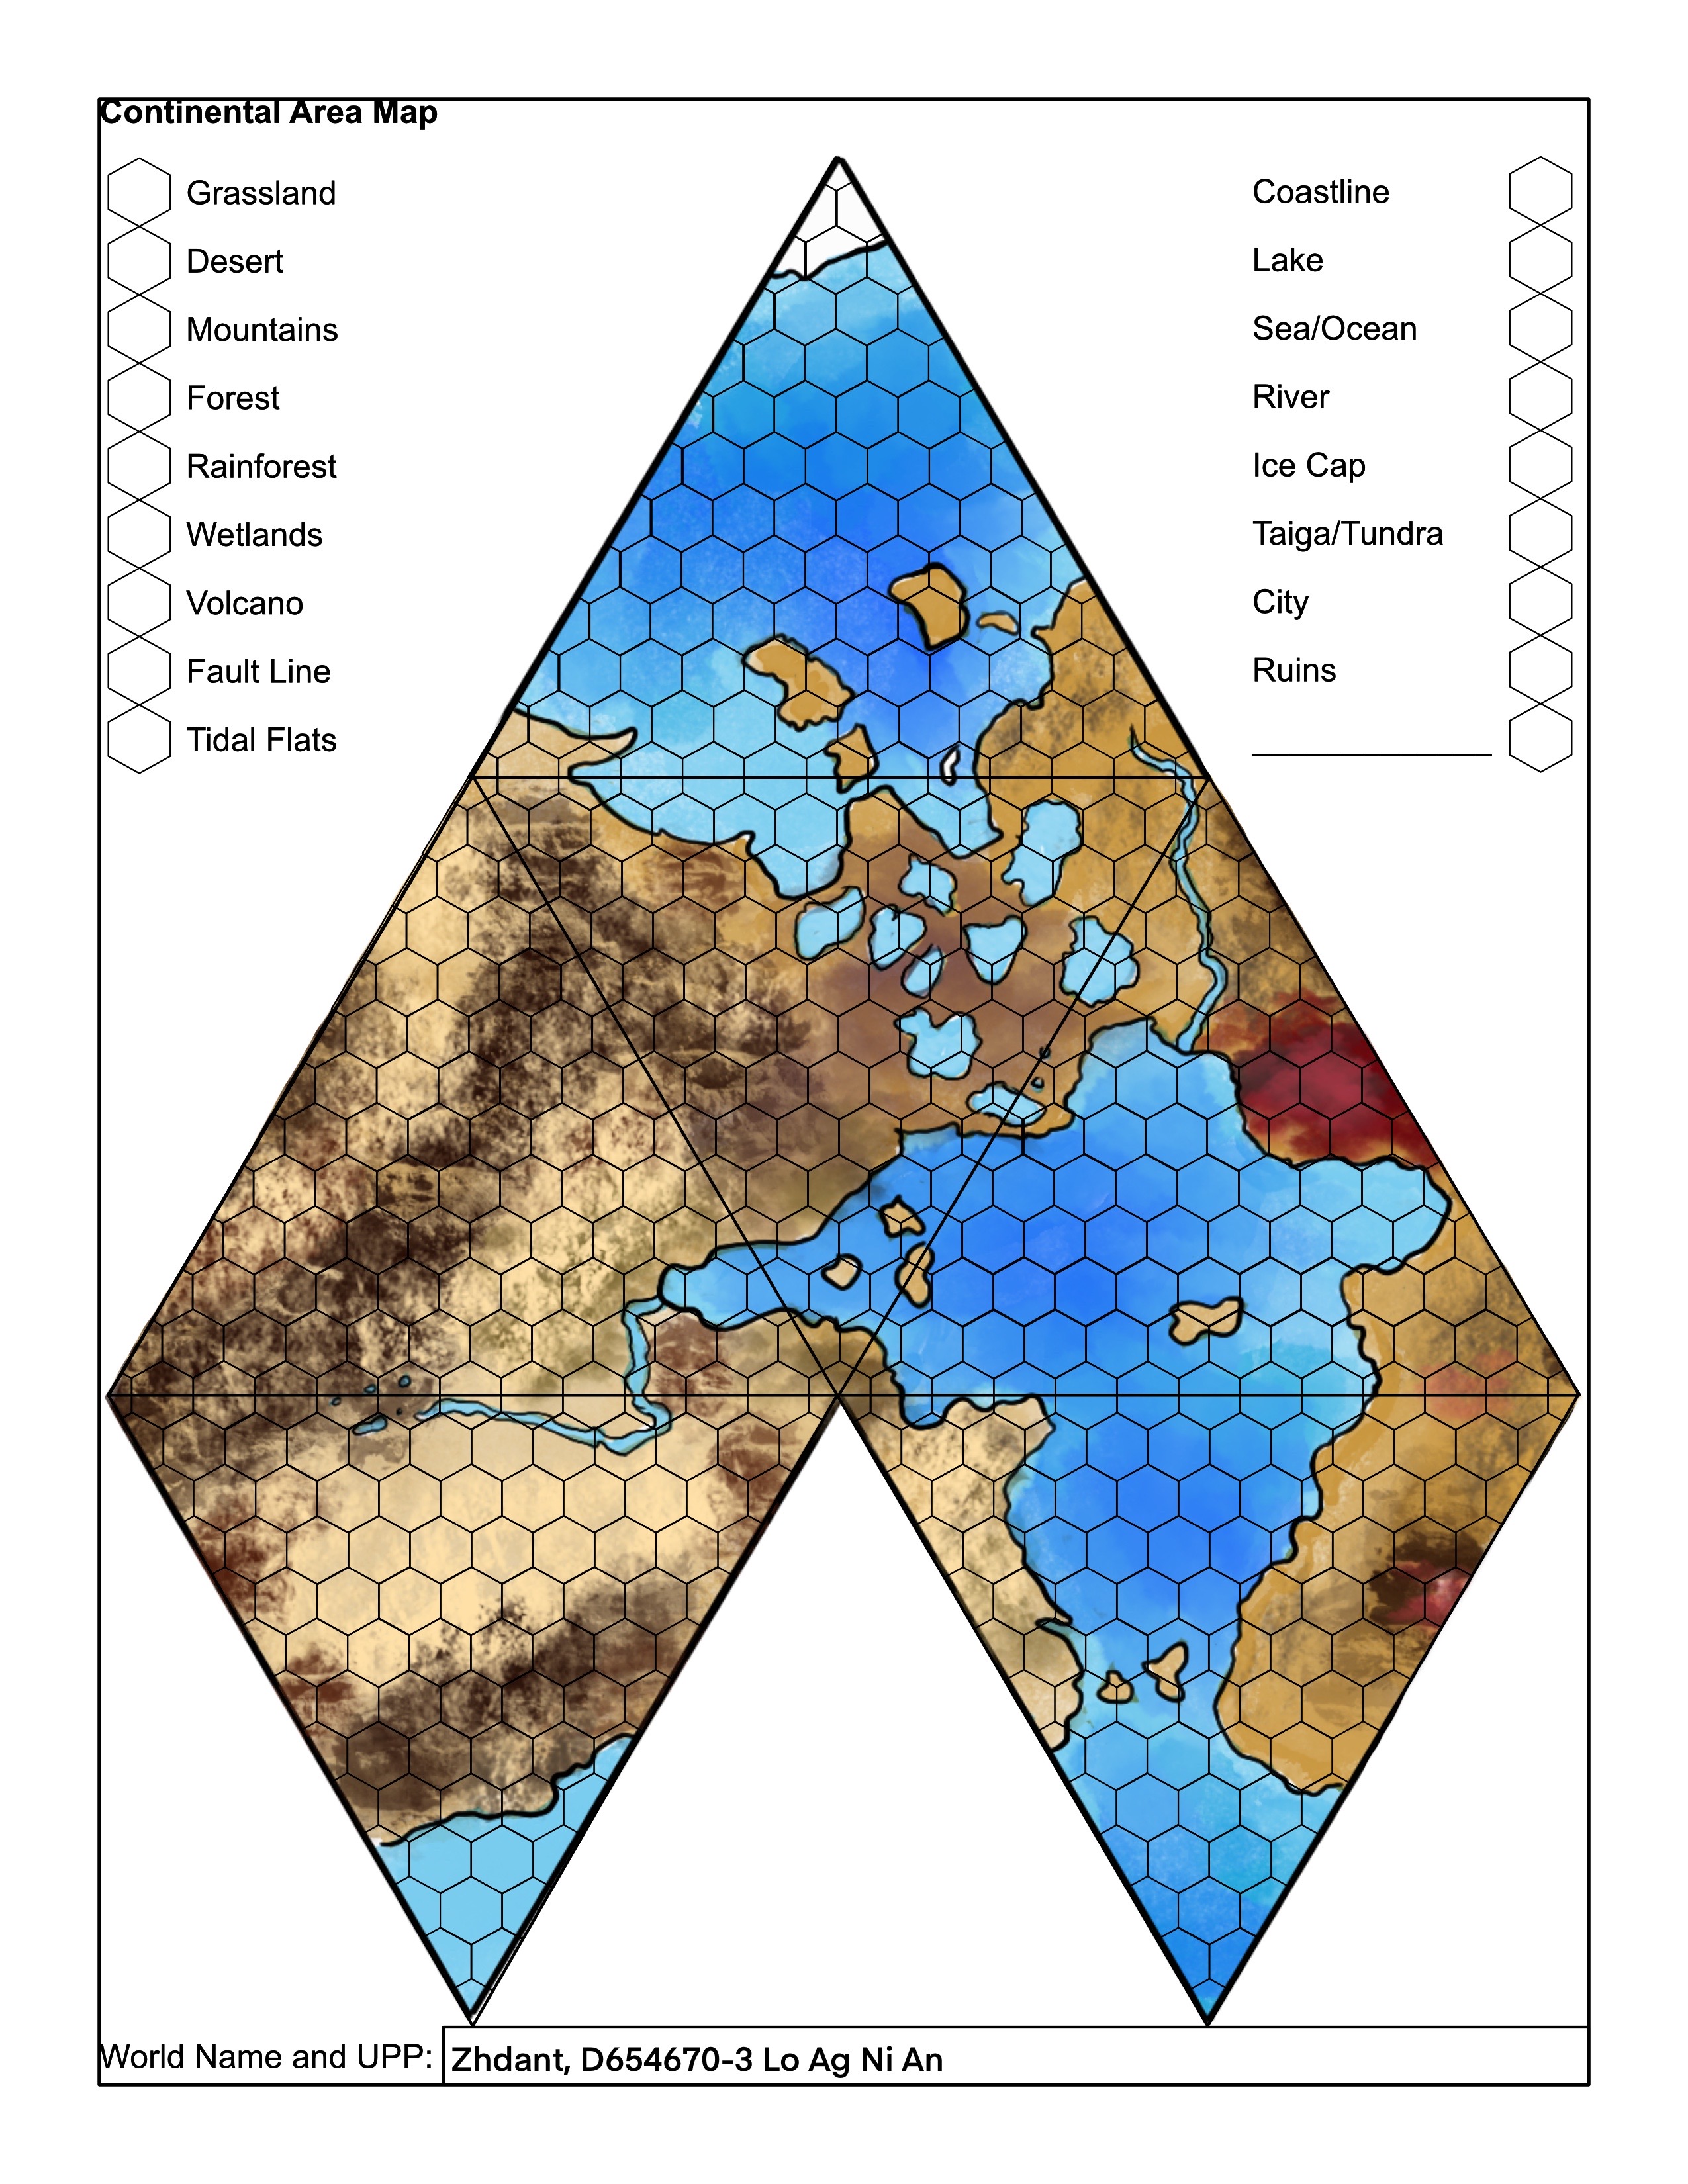 Continental Area Map
Grassland
Desert
Mountains
Forest
Rainforest
Wetlands
Volcano
Fault Line
Tidal Flats
Coastline
Lake
Sea/Ocean
River
Ice Cap
Taiga/Tundra
City
Ruins
World Name and UPP: Zhdant, D654670-3 Lo Ag Ni An